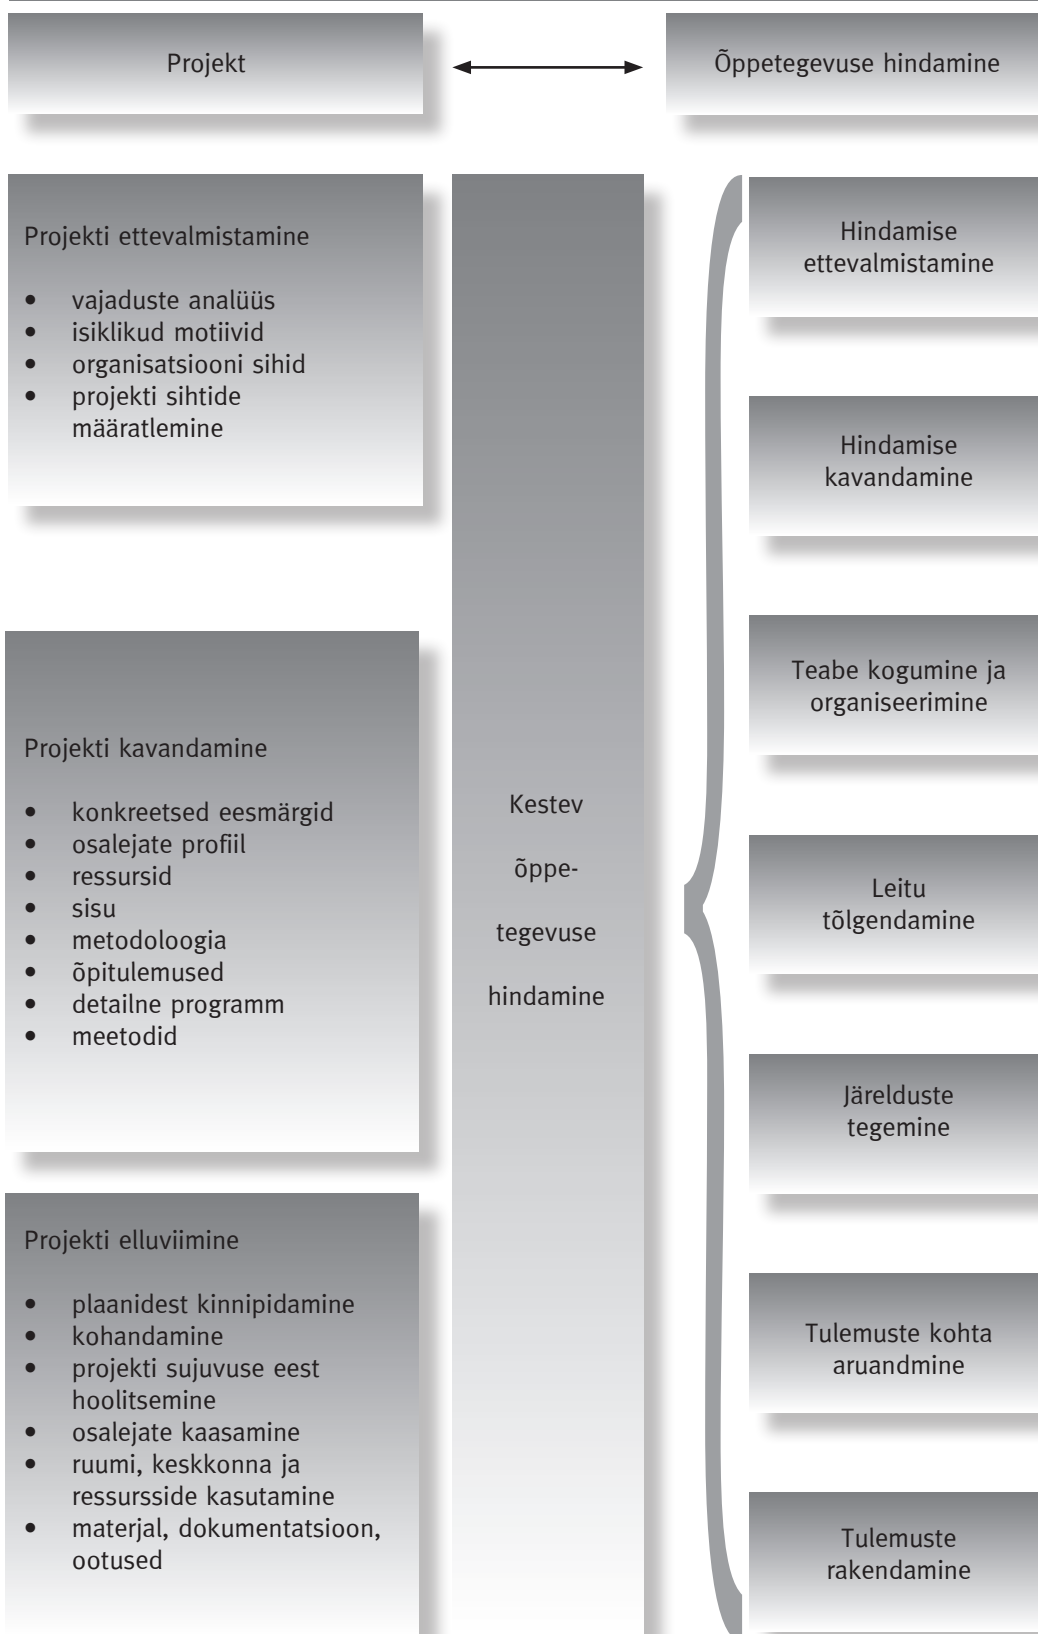 Projekt
Õppetegevuse hindamine
Projekti ettevalmistamine
• vajaduste analüüs
• isiklikud motiivid
• organisatsiooni sihid
• projekti sihtide
määratlemine
Projekti kavandamine
• konkreetsed eesmärgid
• osalejate profiil
• ressursid
• sisu
• metodoloogia
• õpitulemused
• detailne programm
• meetodid
Projekti elluviimine
• plaanidest kinnipidamine
• kohandamine
• projekti sujuvuse eest
hoolitsemine
• osalejate kaasamine
• ruumi, keskkonna ja
ressursside kasutamine
• materjal, dokumentatsioon,
ootused
Kestev
õppe-
tegevuse
hindamine
Hindamise
ettevalmistamine
Hindamise
kavandamine
Teabe kogumine ja
organiseerimine
Leitu
tõlgendamine
Järelduste
tegemine
Tulemuste kohta
aruandmine
Tulemuste
rakendamine